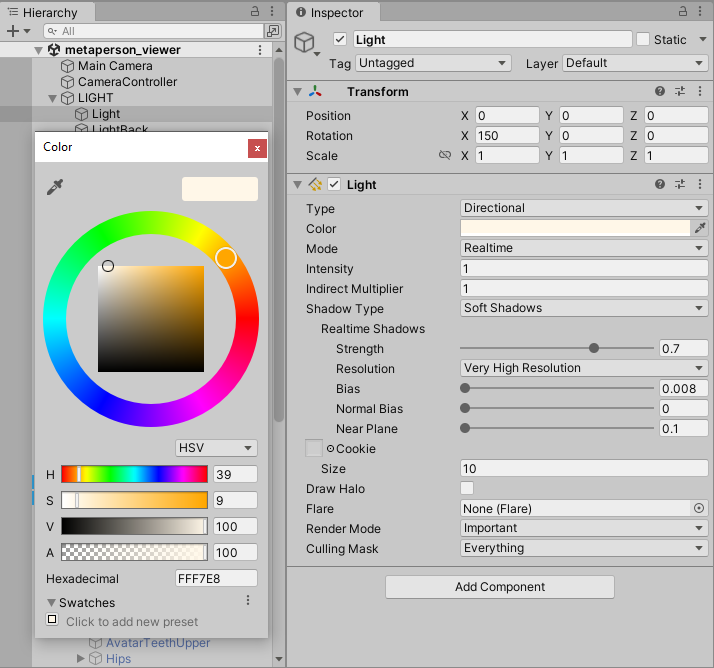 Hierarchy
All
metaperson_viewer
Main Camera
CameraController
LIGHT
Light
LightBack
Color
x
HSV
H 39
S 9
V 100
A 100
Hexadecimal FFF7E8
Swatches
Click to add new preset
AvatarTeethUpper
Hips
Inspector
Light Static
Tag Untagged Layer Default
Transform
Position X 0 Y 0 Z 0
Rotation X 150 Y 0 Z 0
Scale X 1 Y 1 Z 1
Light
Type Directional
Color
Mode Realtime
Intensity 1
Indirect Multiplier 1
Shadow Type Soft Shadows
Realtime Shadows
Strength 0.7
Resolution Very High Resolution
Bias 0.008
Normal Bias 0
Near Plane 0.1
Cookie
Size 10
Draw Halo
Flare None (Flare)
Render Mode Important
Culling Mask Everything
Add Component